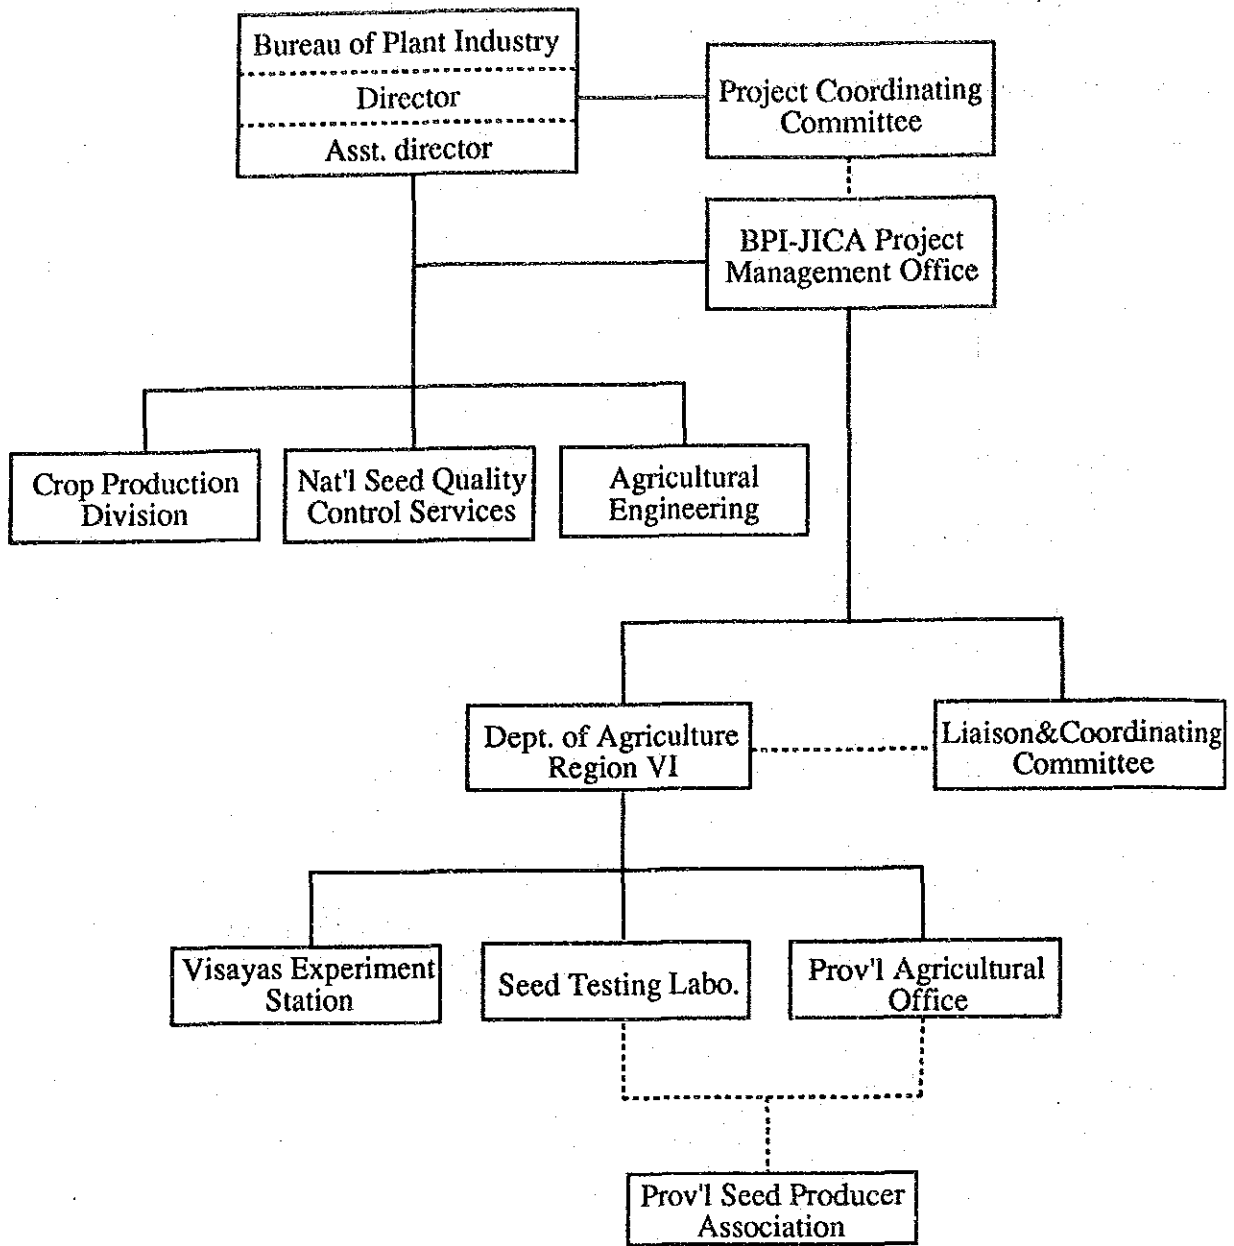 Bureau of Plant Industry
Director
Asst. director
Project Coordinating
Committee
BPI-JICA Project
Management Office
Crop Production
Division
Nat'l Seed Quality
Control Services
Agricultural
Engineering
Dept. of Agriculture
Region VI
Liaison&Coordinating
Committee
Visayas Experiment
Station
Seed Testing Labo.
Prov'l Agricultural
Office
Prov'l Seed Producer
Association